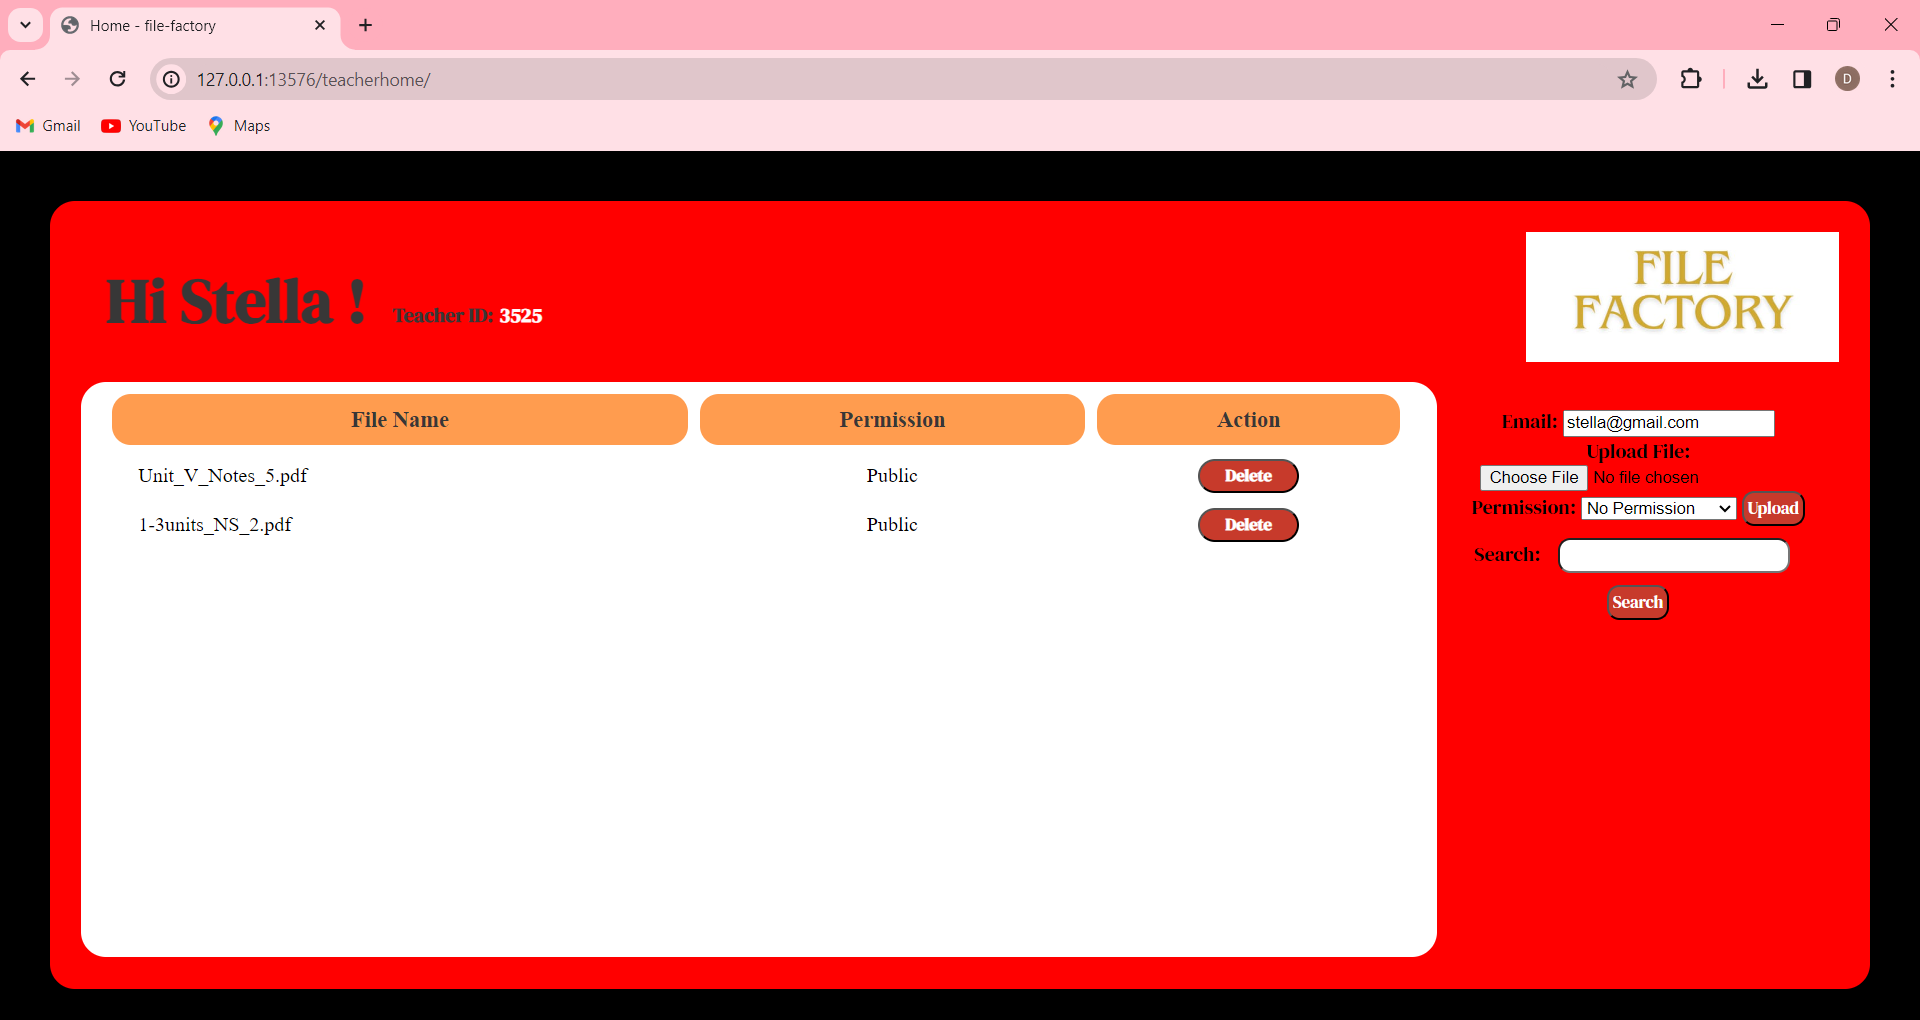 Home - file-factory
127.0.0.1:13576/teacherhome/
D
Gmail YouTube Maps
Hi Stella ! Teacher ID: 3525
FILE
FACTORY
File Name Permission Action
Unit_V_Notes_5.pdf Public Delete
1-3units_NS_2.pdf Public Delete
Email: stella@gmail.com
Upload File:
Choose File No file chosen
Permission: No Permission Upload
Search:
Search